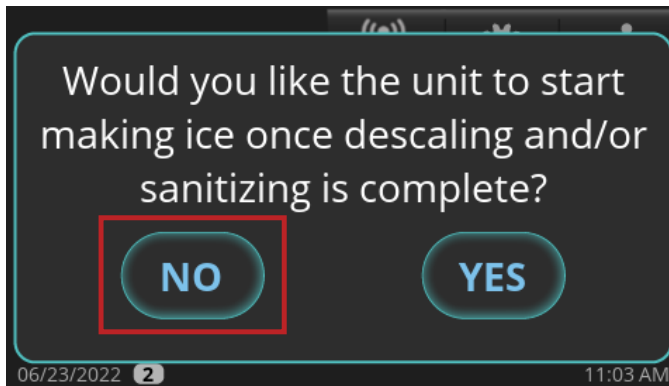 Would you like the unit to start
making ice once descaling and/or
sanitizing is complete?
NO YES
06/23/2022 2 11:03 AM